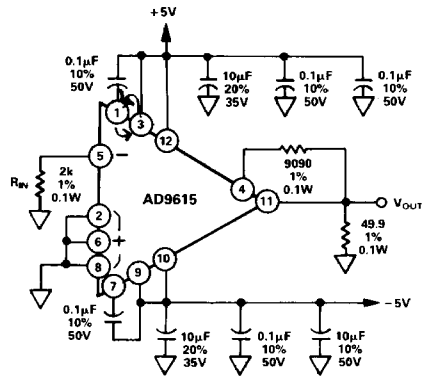 +5V
0.1µF
10%
50V
10µF
20%
35V
0.1µF
10%
50V
0.1µF
10%
50V
1
3
12
5
−
2k
1%
0.1W
RIN
AD9615
4
9090
1%
0.1W
11
VOUT
49.9
1%
0.1W
2
6
+
8
7
9
10
0.1µF
10%
50V
−5V
10µF
20%
35V
0.1µF
10%
50V
10µF
10%
50V